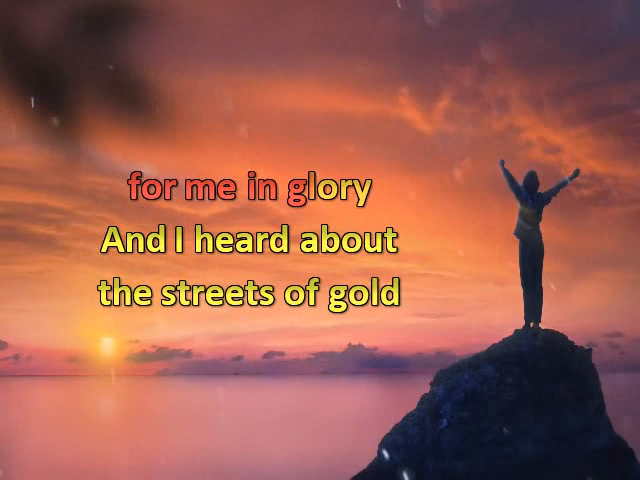 for me in glory
And I heard about
the streets of gold